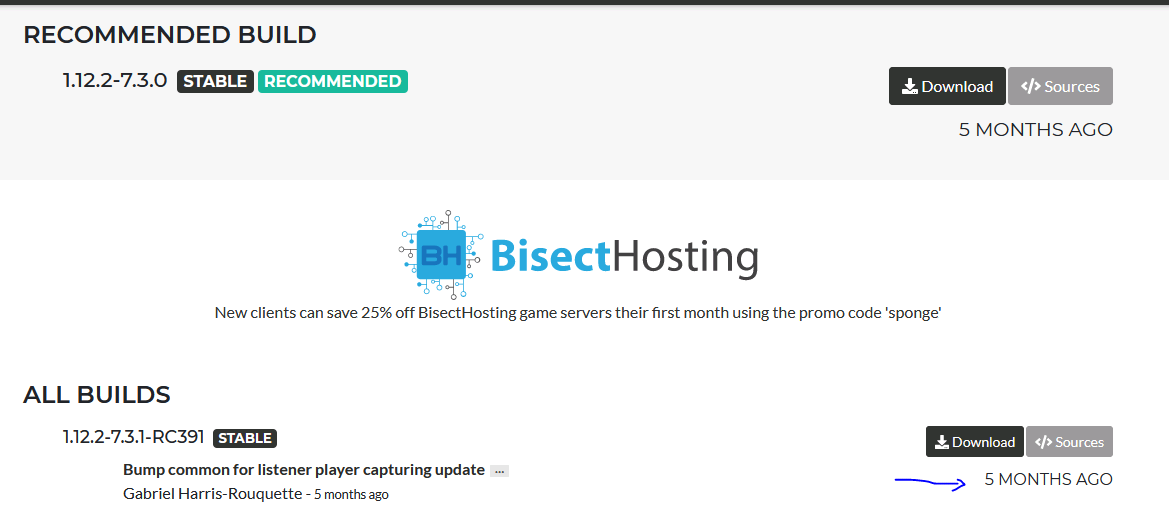 RECOMMENDED BUILD
1.12.2-7.3.0 STABLE RECOMMENDED
Download </> Sources
5 MONTHS AGO
BH BisectHosting
New clients can save 25% off BisectHosting game servers their first month using the promo code 'sponge'
ALL BUILDS
1.12.2-7.3.1-RC391 STABLE
Download </> Sources
Bump common for listener player capturing update ...
5 MONTHS AGO
Gabriel Harris-Rouquette - 5 months ago